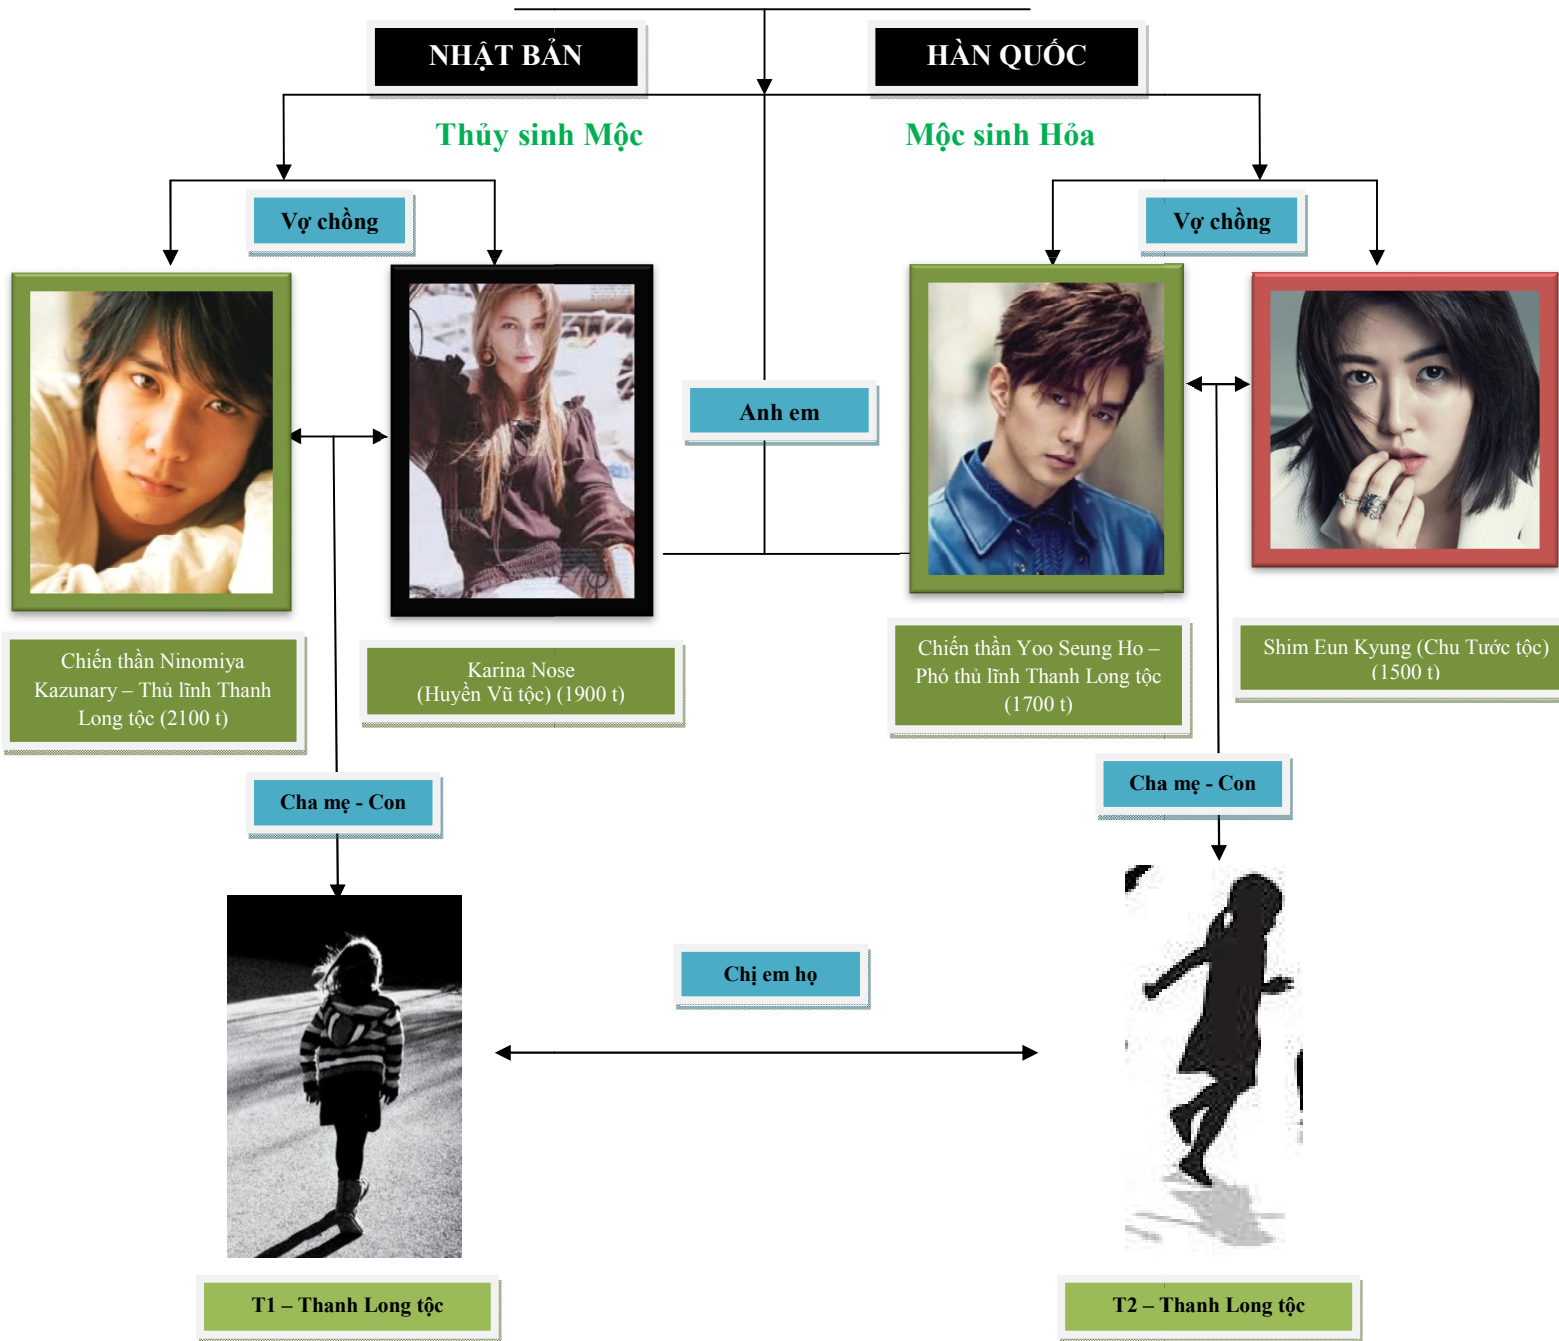 NHẬT BẢN
HÀN QUỐC
Thủy sinh Mộc
Mộc sinh Hỏa
Vợ chồng
Vợ chồng
Anh em
Chiến thần Ninomiya
Kazunary – Thủ lĩnh Thanh
Long tộc (2100 t)
Karina Nose
(Huyền Vũ tộc) (1900 t)
Chiến thần Yoo Seung Ho –
Phó thủ lĩnh Thanh Long tộc
(1700 t)
Shim Eun Kyung (Chu Tước tộc)
(1500 t)
Cha mẹ - Con
Cha mẹ - Con
Chị em họ
T1 – Thanh Long tộc
T2 – Thanh Long tộc